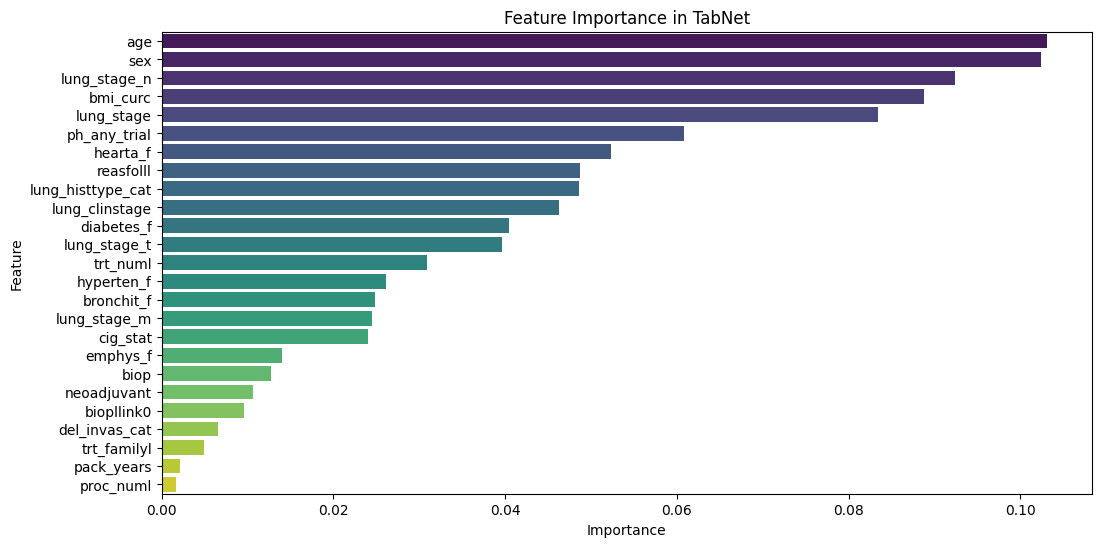 Feature Importance in TabNet
age
sex
lung_stage_n
bmi_curc
lung_stage
ph_any_trial
hearta_f
reasfolll
lung_histtype_cat
lung_clinstage
diabetes_f
lung_stage_t
trt_numl
hyperten_f
bronchit_f
lung_stage_m
cig_stat
emphys_f
biop
neoadjuvant
biopllink0
del_invas_cat
trt_familyl
pack_years
proc_numl
Feature
0.00 0.02 0.04 0.06 0.08 0.10
Importance